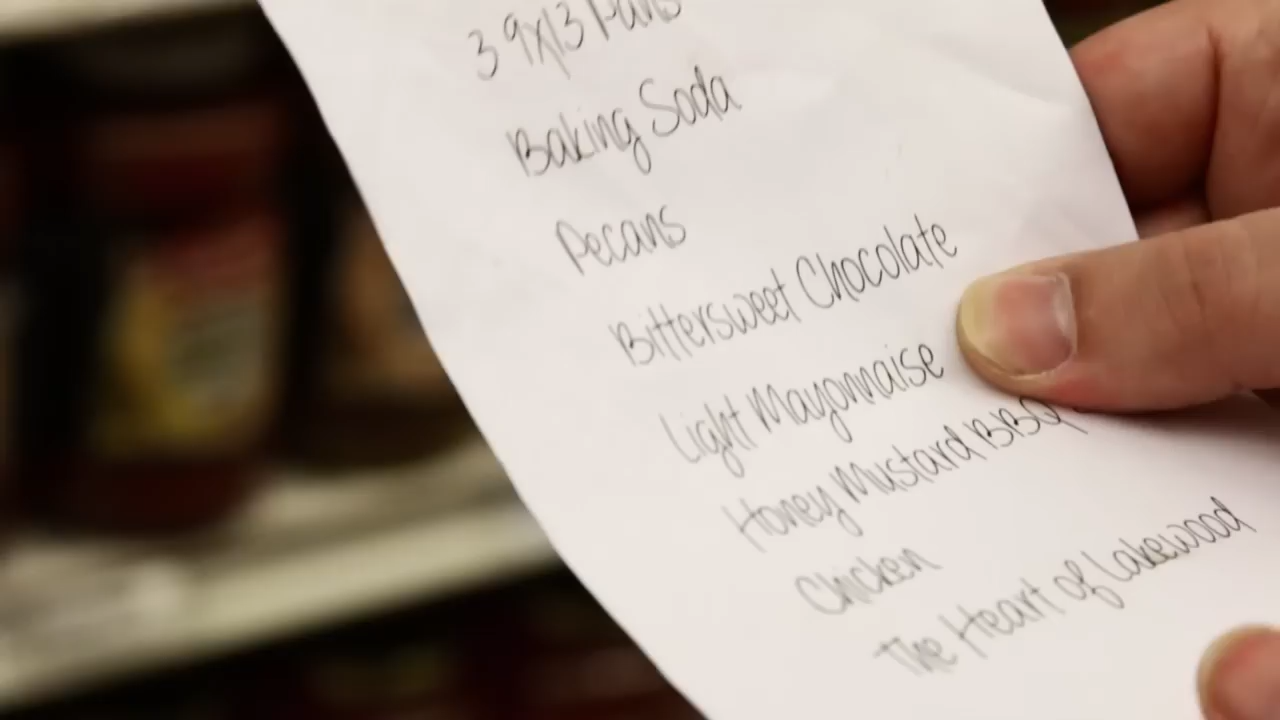 3 9x13 Pans
Baking Soda
Pecans
Bittersweet Chocolate
Light Mayonnaise
Honey Mustard BBQ
Chicken
The Heart of Lakewood